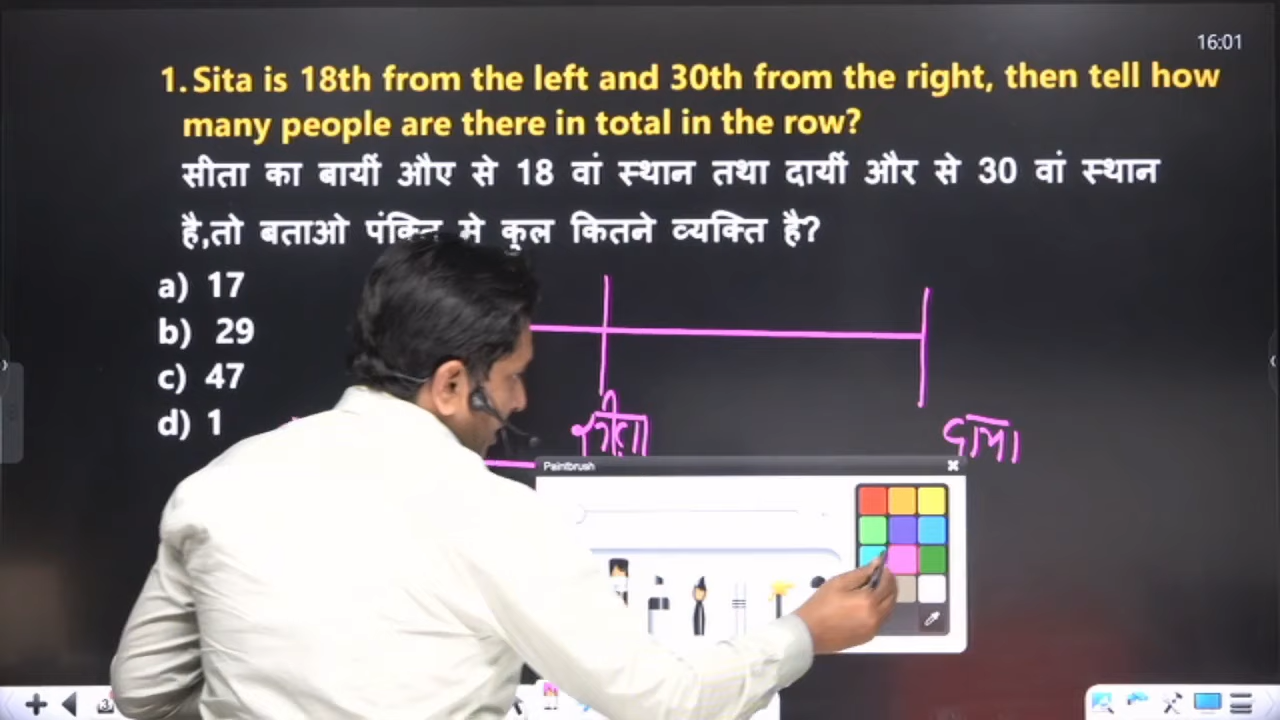 16:01
1. Sita is 18th from the left and 30th from the right, then tell how
many people are there in total in the row?
सीता का बार्यी औए से 18 वां स्थान तथा दार्यी और से 30 वां स्थान
है,तो बताओ पंक्ति मे कुल कितने व्यक्ति है?
a) 17
b) 29
c) 47
d) 1
सीता
Paintbrush